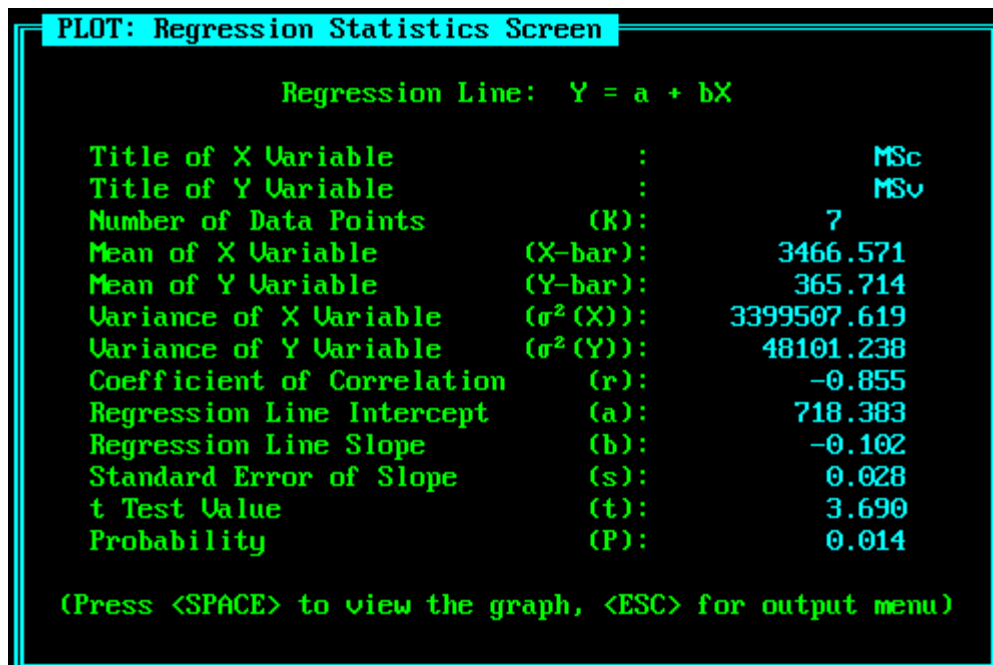 PLOT: Regression Statistics Screen
Regression Line: Y = a + bX
Title of X Variable : MSc
Title of Y Variable : MSv
Number of Data Points (K): 7
Mean of X Variable (X-bar): 3466.571
Mean of Y Variable (Y-bar): 365.714
Variance of X Variable (σ²(X)): 3399507.619
Variance of Y Variable (σ²(Y)): 48101.238
Coefficient of Correlation (r): -0.855
Regression Line Intercept (a): 718.383
Regression Line Slope (b): -0.102
Standard Error of Slope (s): 0.028
t Test Value (t): 3.690
Probability (P): 0.014
(Press <SPACE> to view the graph, <ESC> for output menu)